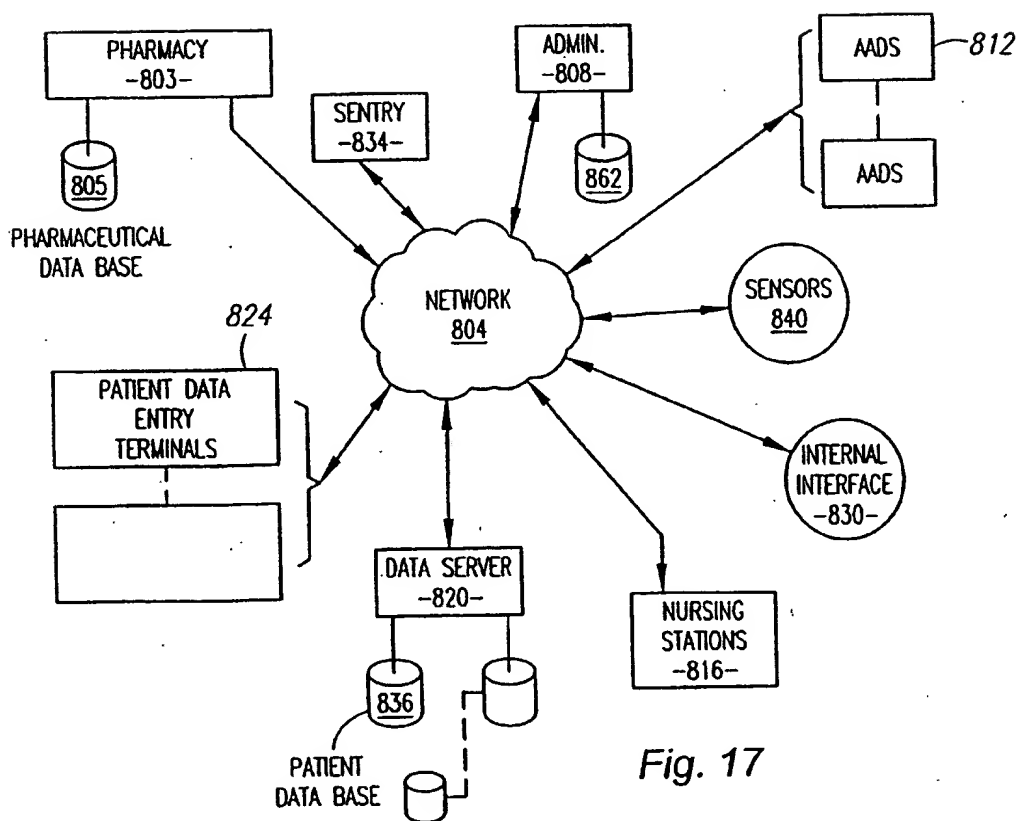 PHARMACY
-803-
805
PHARMACEUTICAL
DATA BASE
SENTRY
-834-
ADMIN.
-808-
862
AADS
812
AADS
NETWORK
804
SENSORS
840
824
PATIENT DATA
ENTRY
TERMINALS
INTERNAL
INTERFACE
-830-
DATA SERVER
-820-
836
PATIENT
DATA BASE
NURSING
STATIONS
-816-
Fig. 17